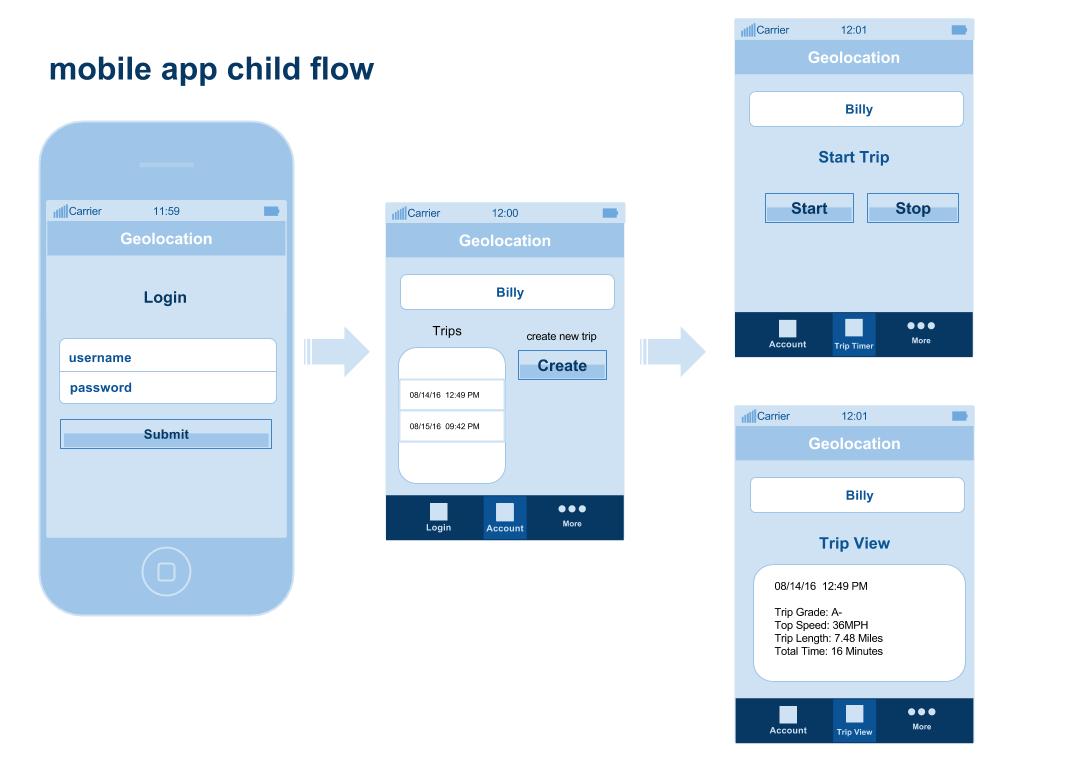 mobile app child flow
Carrier 11:59
Geolocation
Login
username
password
Submit
Carrier 12:00
Geolocation
Billy
Trips
create new trip
Create
08/14/16 12:49 PM
08/15/16 09:42 PM
Login Account More
Carrier 12:01
Geolocation
Billy
Start Trip
Start Stop
Account Trip Timer More
Carrier 12:01
Geolocation
Billy
Trip View
08/14/16 12:49 PM
Trip Grade: A-
Top Speed: 36MPH
Trip Length: 7.48 Miles
Total Time: 16 Minutes
Account Trip View More